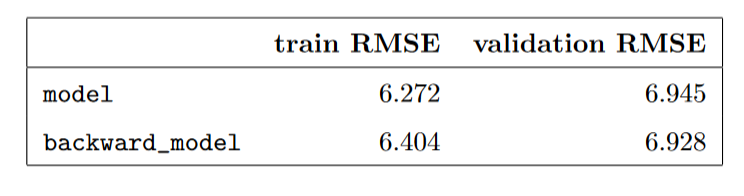 train RMSE validation RMSE
model 6.272 6.945
backward_model 6.404 6.928